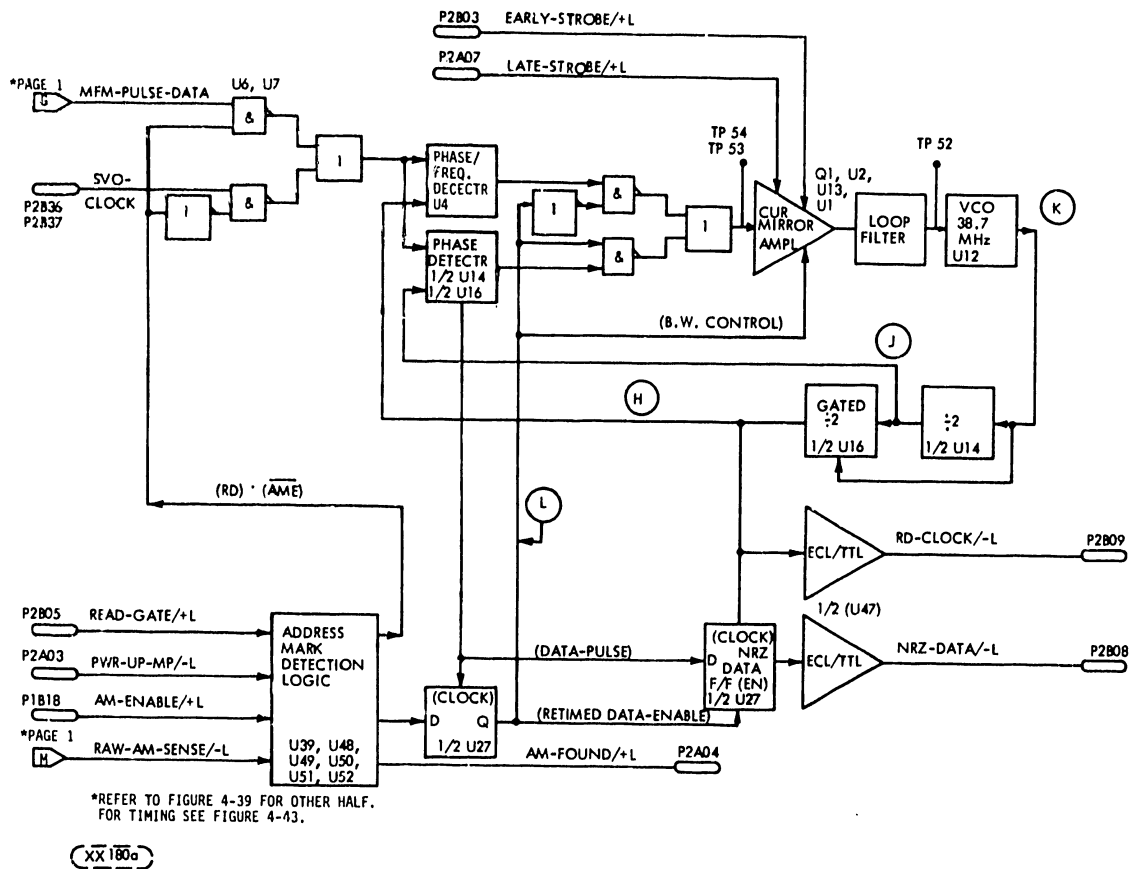 P2B03
EARLY-STROBE/+L
P2A07
LATE-STROBE/+L
*PAGE 1
G
MFM-PULSE-DATA
U6, U7
&
SVO-
CLOCK
P2B36
P2B37
1
&
1
PHASE/
FREQ.
DECECTR
U4
PHASE
DETECTR
1/2 U14
1/2 U16
1
&
&
1
TP 54
TP 53
CUR
MIRROR
AMPL
Q1, U2,
U13,
U1
LOOP
FILTER
TP 52
VCO
38.7
MHz
U12
K
(B.W. CONTROL)
J
H
GATED
÷2
1/2 U16
÷2
1/2 U14
(RD) · (AME)
L
ECL/TTL
RD-CLOCK/-L
P2B09
1/2 (U47)
P2B05
READ-GATE/+L
P2A03
PWR-UP-MP/-L
P1B18
AM-ENABLE/+L
*PAGE 1
M
RAW-AM-SENSE/-L
ADDRESS
MARK
DETECTION
LOGIC
U39, U48,
U49, U50,
U51, U52
(DATA-PULSE)
(CLOCK)
D
NRZ
DATA
F/F (EN)
1/2 U27
ECL/TTL
NRZ-DATA/-L
P2B08
(CLOCK)
D
Q
1/2 U27
(RETIMED DATA-ENABLE)
AM-FOUND/+L
P2A04
*REFER TO FIGURE 4-39 FOR OTHER HALF.
FOR TIMING SEE FIGURE 4-43.
XX 180a